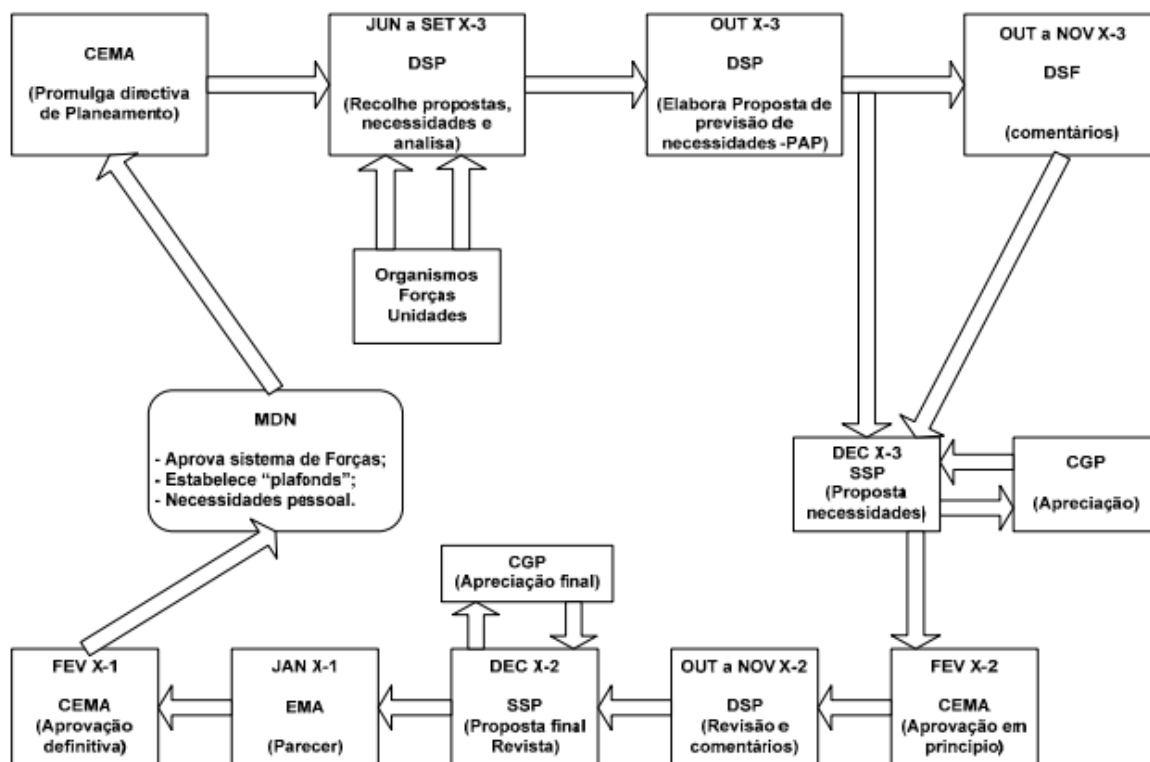 CEMA
(Promulga directiva
de Planeamento)
JUN a SET X-3
DSP
(Recolhe propostas,
necessidades e
analisa)
OUT X-3
DSP
(Elabora Proposta de
previsão de
necessidades -PAP)
OUT a NOV X-3
DSF
(comentários)
Organismos
Forças
Unidades
MDN
- Aprova sistema de Forças;
- Estabelece “plafonds”;
- Necessidades pessoal.
DEC X-3
SSP
(Proposta
necessidades)
CGP
(Apreciação)
CGP
(Apreciação final)
FEV X-1
CEMA
(Aprovação
definitiva)
JAN X-1
EMA
(Parecer)
DEC X-2
SSP
(Proposta final
Revista)
OUT a NOV X-2
DSP
(Revisão e
comentários)
FEV X-2
CEMA
(Aprovação em
principio)